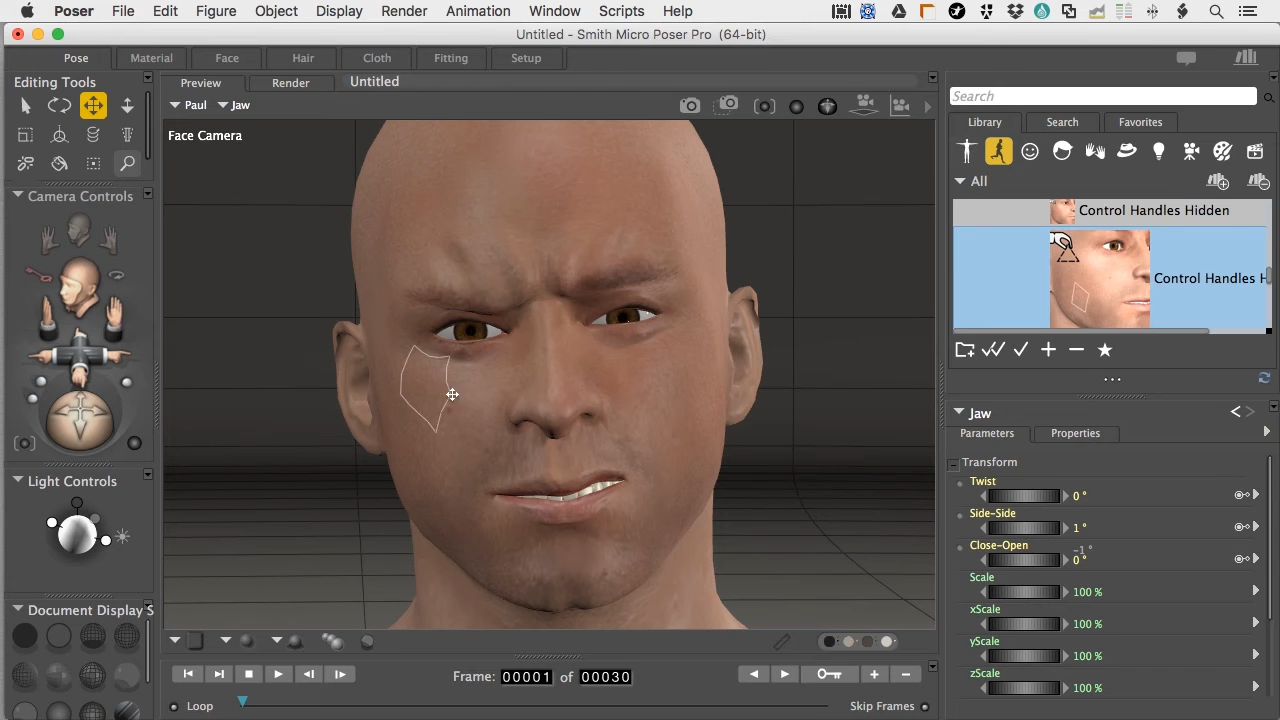 Poser File Edit Figure Object Display Render Animation Window Scripts Help
Untitled - Smith Micro Poser Pro (64-bit)
Pose Material Face Hair Cloth Fitting Setup
Editing Tools
Preview Render Untitled
Paul Jaw
Face Camera
Camera Controls
Light Controls
Document Display S
Frame: 00001 of 00030
Loop
Skip Frames
Search
Library Search Favorites
All
Control Handles Hidden
Control Handles H
...
Jaw
Parameters Properties
Transform
Twist
0 °
Side-Side
1 °
Close-Open
-1 °
0 °
Scale
100 %
xScale
100 %
yScale
100 %
zScale
100 %